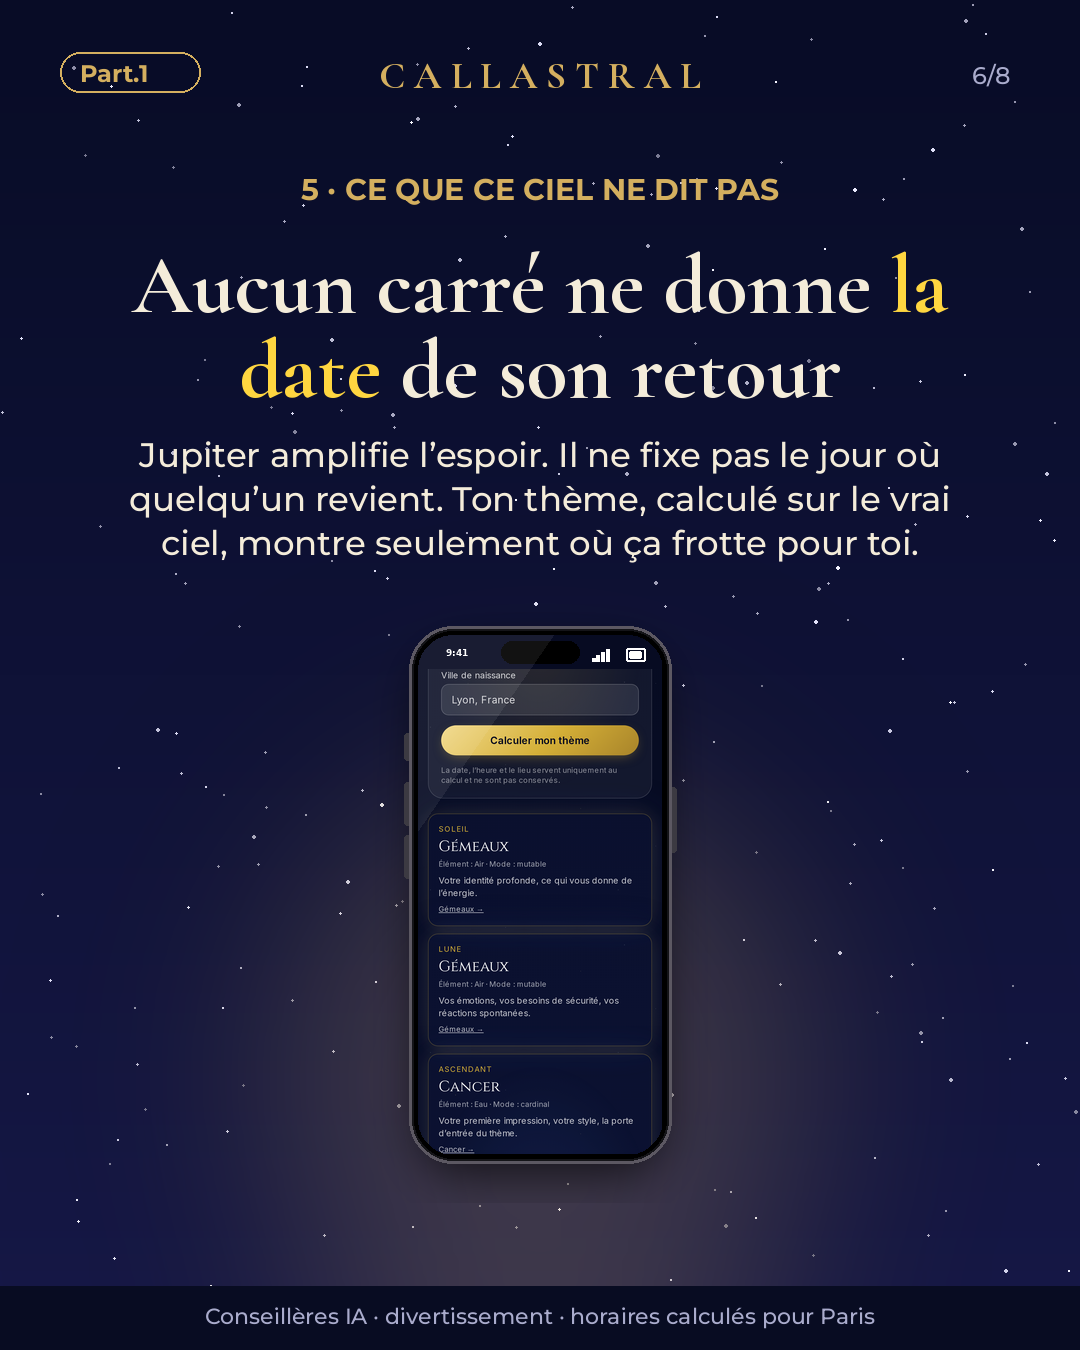 Part.1
CALLASTRAL
6/8
5 · CE QUE CE CIEL NE DIT PAS
Aucun carré ne donne la
date de son retour
Jupiter amplifie l’espoir. Il ne fixe pas le jour où
quelqu’un revient. Ton thème, calculé sur le vrai
ciel, montre seulement où ça frotte pour toi.
9:41
Ville de naissance
Lyon, France
Calculer mon thème
La date, l’heure et le lieu servent uniquement au
calcul et ne sont pas conservés.
SOLEIL
GÉMEAUX
Élément : Air · Mode : mutable
Votre identité profonde, ce qui vous donne de
l’énergie.
Gémeaux →
LUNE
GÉMEAUX
Élément : Air · Mode : mutable
Vos émotions, vos besoins de sécurité, vos
réactions spontanées.
Gémeaux →
ASCENDANT
CANCER
Élément : Eau · Mode : cardinal
Votre première impression, votre style, la porte
d’entrée du thème.
Cancer →
Conseillères IA · divertissement · horaires calculés pour Paris